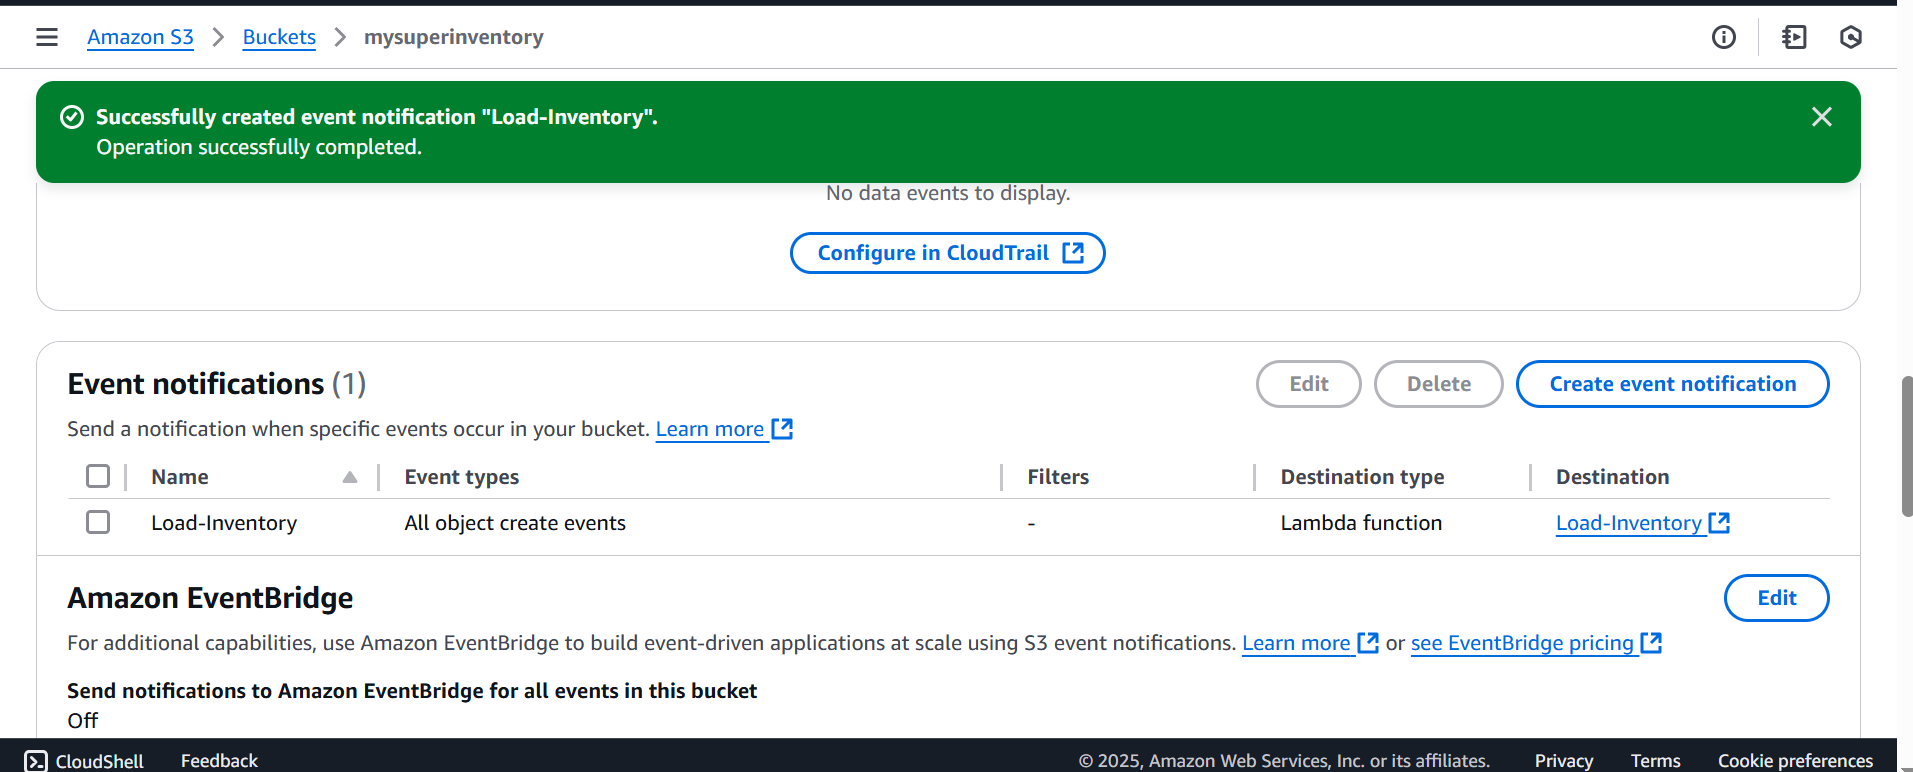 Amazon S3 > Buckets > mysuperinventory
Successfully created event notification "Load-Inventory".
Operation successfully completed.
No data events to display.
Configure in CloudTrail
Event notifications (1)
Edit Delete Create event notification
Send a notification when specific events occur in your bucket. Learn more
Name Event types Filters Destination type Destination
Load-Inventory All object create events - Lambda function Load-Inventory
Amazon EventBridge
Edit
For additional capabilities, use Amazon EventBridge to build event-driven applications at scale using S3 event notifications. Learn more or see EventBridge pricing
Send notifications to Amazon EventBridge for all events in this bucket
Off
CloudShell Feedback © 2025, Amazon Web Services, Inc. or its affiliates. Privacy Terms Cookie preferences